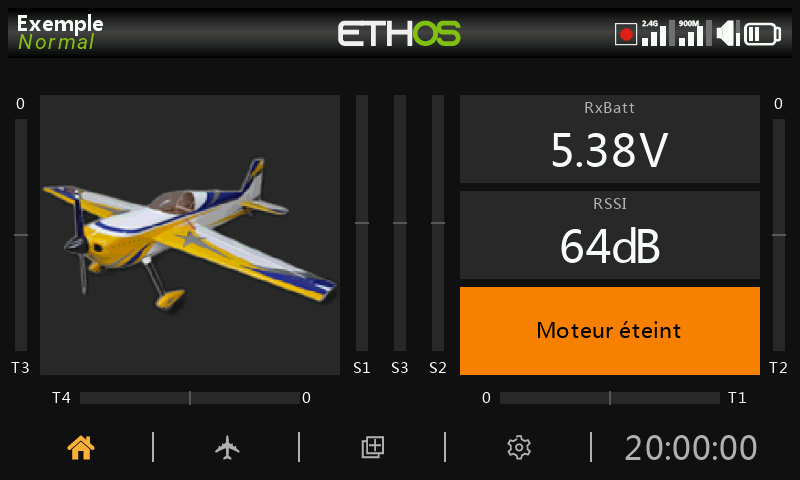 Exemple
Normal
ETHOS
2.4G
900M
0
T3
S1
S3
S2
RxBatt
5.38V
RSSI
64dB
Moteur éteint
0
T2
T4
0
0
T1
20:00:00